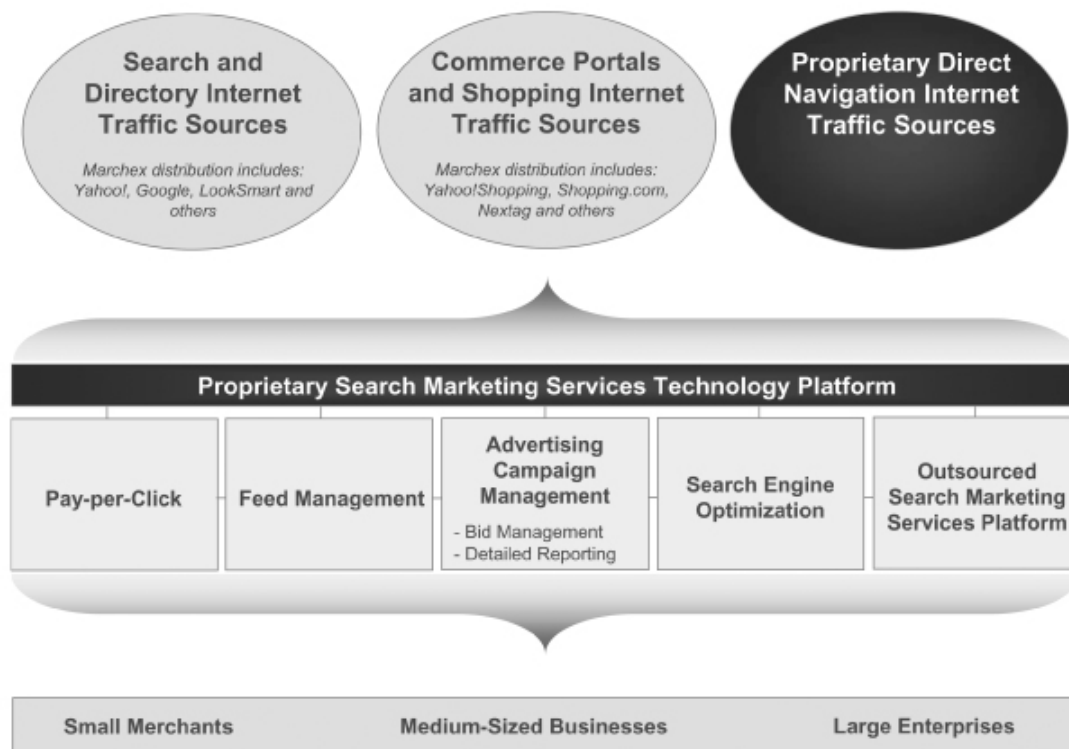 Search and
Directory Internet
Traffic Sources
Marchex distribution includes:
Yahoo!, Google, LookSmart and
others
Commerce Portals
and Shopping Internet
Traffic Sources
Marchex distribution includes:
Yahoo!Shopping, Shopping.com,
Nextag and others
Proprietary Direct
Navigation Internet
Traffic Sources
Proprietary Search Marketing Services Technology Platform
Pay-per-Click
Feed Management
Advertising
Campaign
Management
- Bid Management
- Detailed Reporting
Search Engine
Optimization
Outsourced
Search Marketing
Services Platform
Small Merchants
Medium-Sized Businesses
Large Enterprises